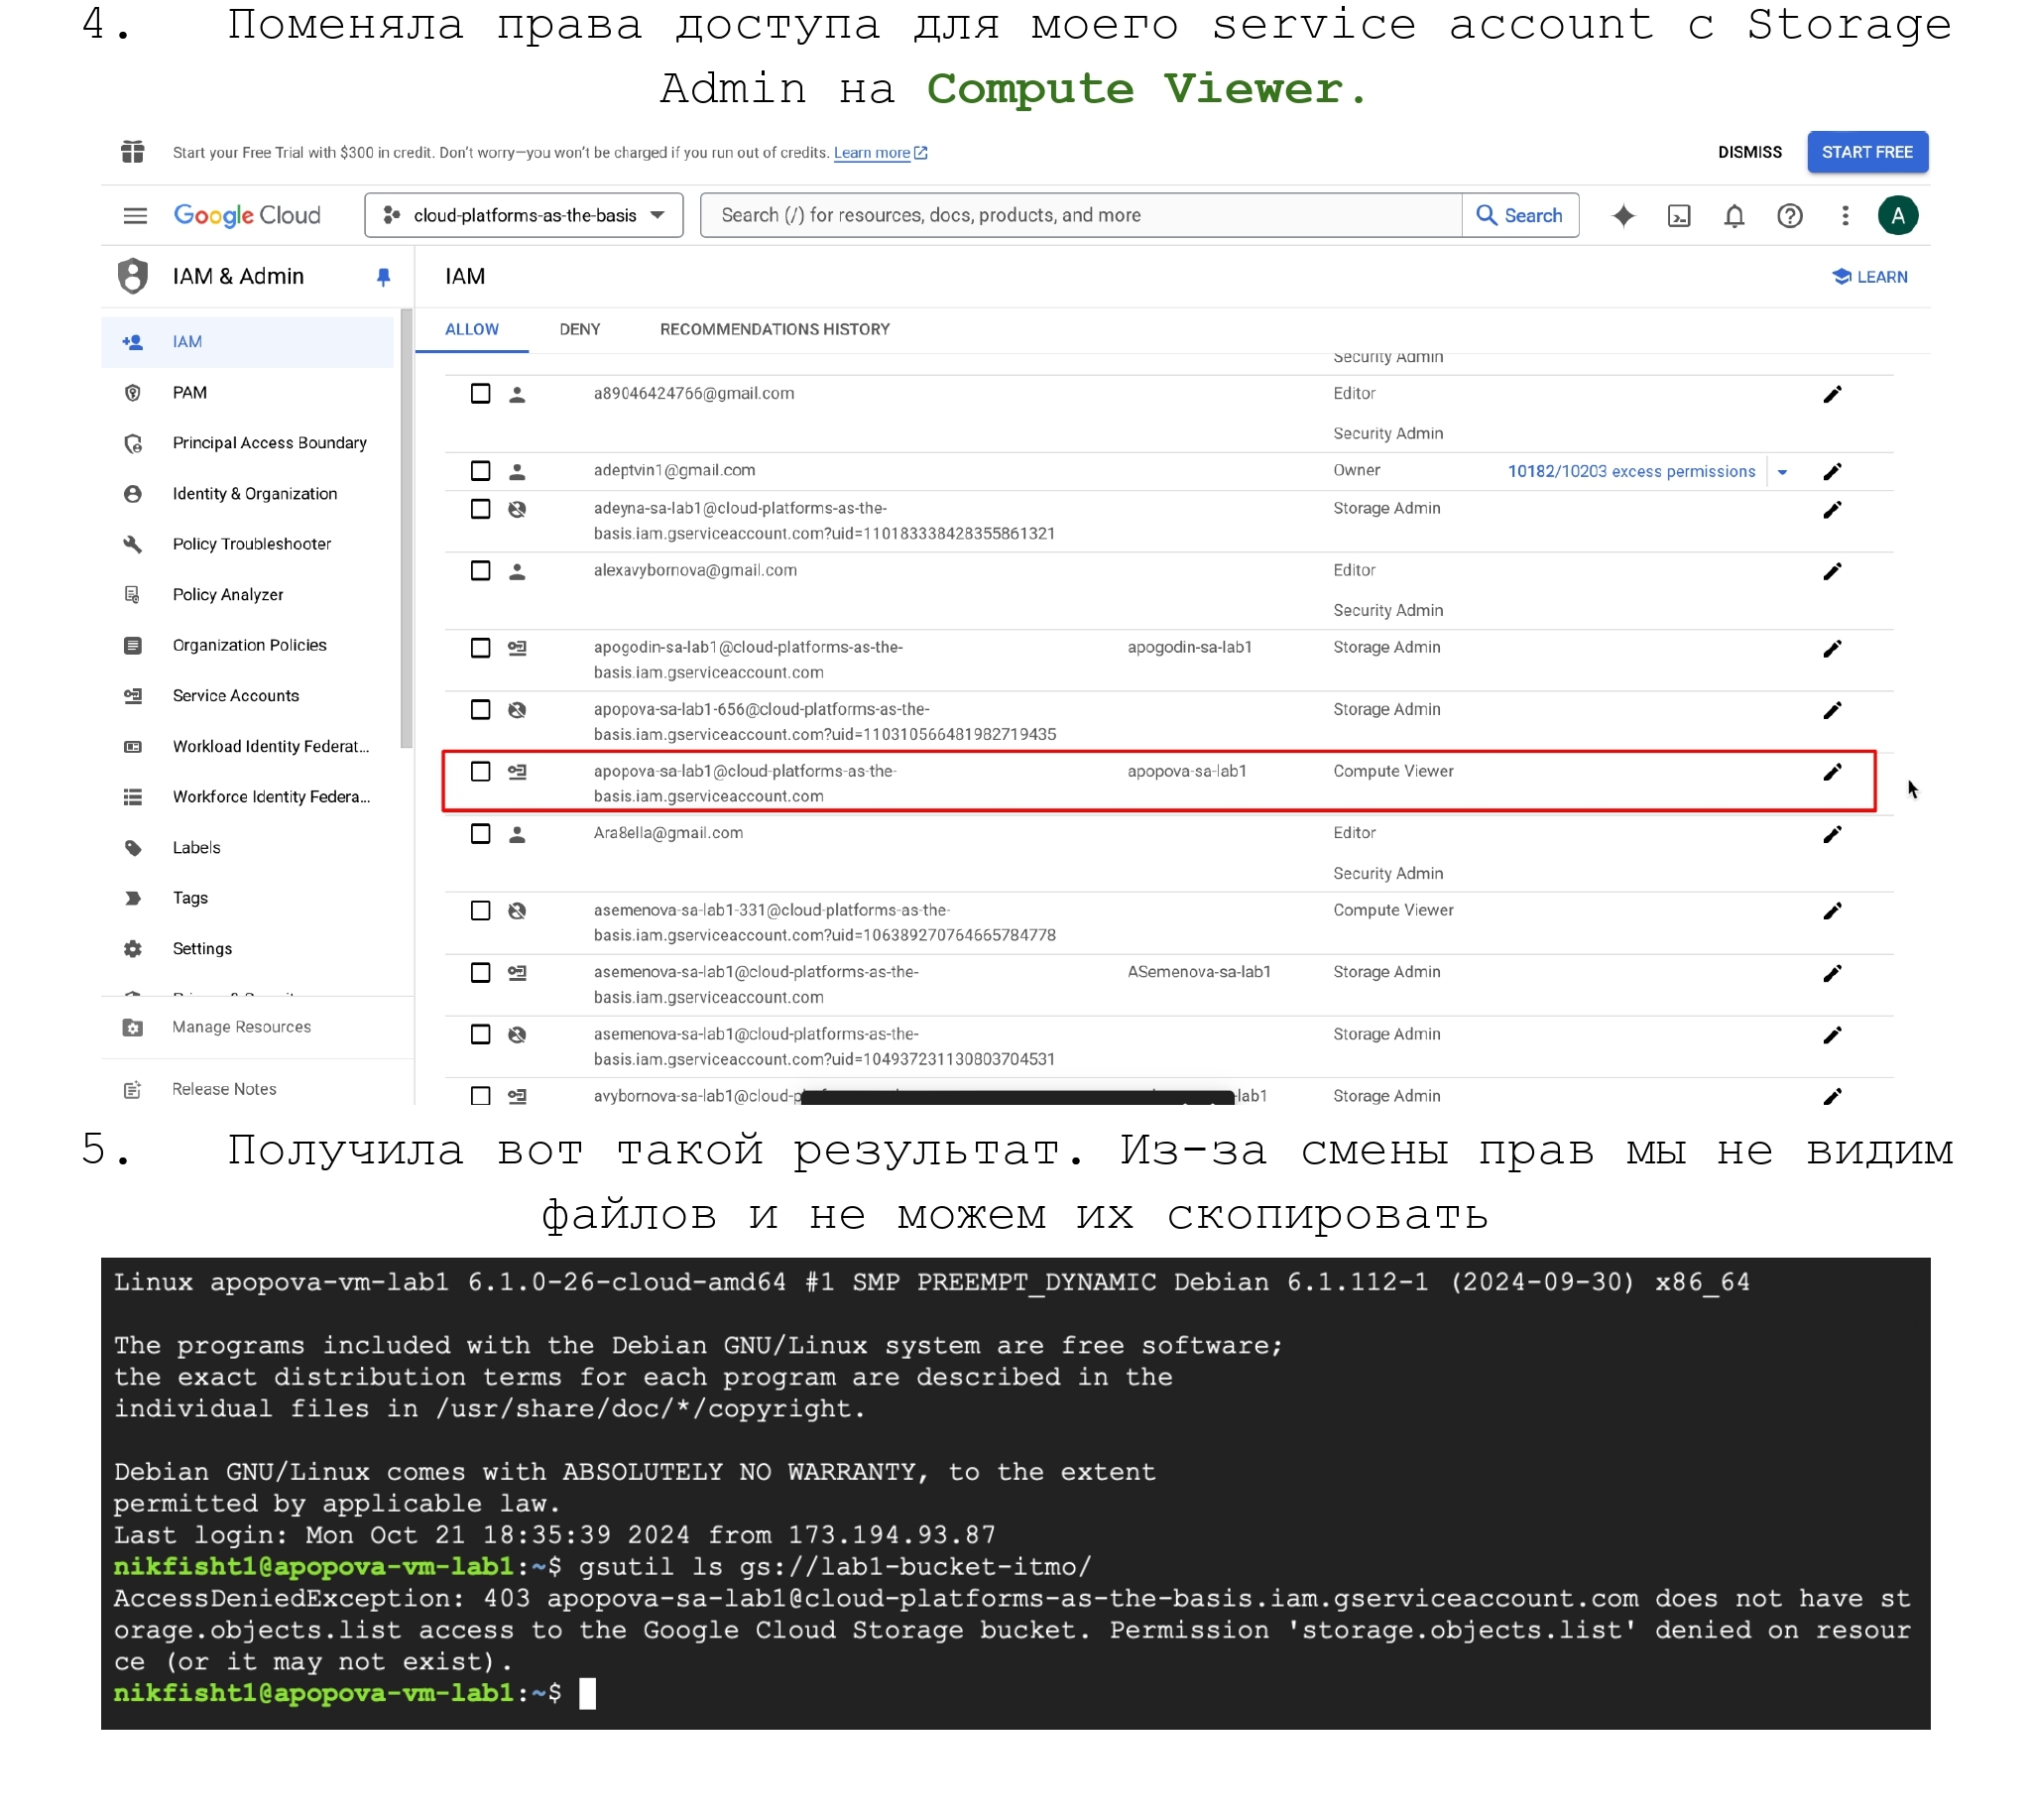 4. Поменяла права доступа для моего service account с Storage
Admin на Compute Viewer.
Start your Free Trial with $300 in credit. Don't worry—you won't be charged if you run out of credits. Learn more
DISMISS
START FREE
Google Cloud
cloud-platforms-as-the-basis
Search (/) for resources, docs, products, and more
Search
A
IAM & Admin
IAM
LEARN
ALLOW DENY RECOMMENDATIONS HISTORY
IAM
PAM
Principal Access Boundary
Identity & Organization
Policy Troubleshooter
Policy Analyzer
Organization Policies
Service Accounts
Workload Identity Federat...
Workforce Identity Federa...
Labels
Tags
Settings
Manage Resources
Release Notes
Security Admin
a89046424766@gmail.com Editor
Security Admin
adeptvin1@gmail.com Owner 10182/10203 excess permissions
adeyna-sa-lab1@cloud-platforms-as-the- Storage Admin
basis.iam.gserviceaccount.com?uid=110183338428355861321
alexavybornova@gmail.com Editor
Security Admin
apogodin-sa-lab1@cloud-platforms-as-the- apogodin-sa-lab1 Storage Admin
basis.iam.gserviceaccount.com
apopova-sa-lab1-656@cloud-platforms-as-the- Storage Admin
basis.iam.gserviceaccount.com?uid=110310566481982719435
apopova-sa-lab1@cloud-platforms-as-the- apopova-sa-lab1 Compute Viewer
basis.iam.gserviceaccount.com
Ara8ella@gmail.com Editor
Security Admin
asemenova-sa-lab1-331@cloud-platforms-as-the- Compute Viewer
basis.iam.gserviceaccount.com?uid=106389270764665784778
asemenova-sa-lab1@cloud-platforms-as-the- ASemenova-sa-lab1 Storage Admin
basis.iam.gserviceaccount.com
asemenova-sa-lab1@cloud-platforms-as-the- Storage Admin
basis.iam.gserviceaccount.com?uid=104937231130803704531
avybornova-sa-lab1@cloud-p -lab1 Storage Admin
5. Получила вот такой результат. Из-за смены прав мы не видим
файлов и не можем их скопировать
Linux apopova-vm-lab1 6.1.0-26-cloud-amd64 #1 SMP PREEMPT_DYNAMIC Debian 6.1.112-1 (2024-09-30) x86_64
The programs included with the Debian GNU/Linux system are free software;
the exact distribution terms for each program are described in the
individual files in /usr/share/doc/*/copyright.
Debian GNU/Linux comes with ABSOLUTELY NO WARRANTY, to the extent
permitted by applicable law.
Last login: Mon Oct 21 18:35:39 2024 from 173.194.93.87
nikfisht1@apopova-vm-lab1:~$ gsutil ls gs://lab1-bucket-itmo/
AccessDeniedException: 403 apopova-sa-lab1@cloud-platforms-as-the-basis.iam.gserviceaccount.com does not have st
orage.objects.list access to the Google Cloud Storage bucket. Permission 'storage.objects.list' denied on resour
ce (or it may not exist).
nikfisht1@apopova-vm-lab1:~$